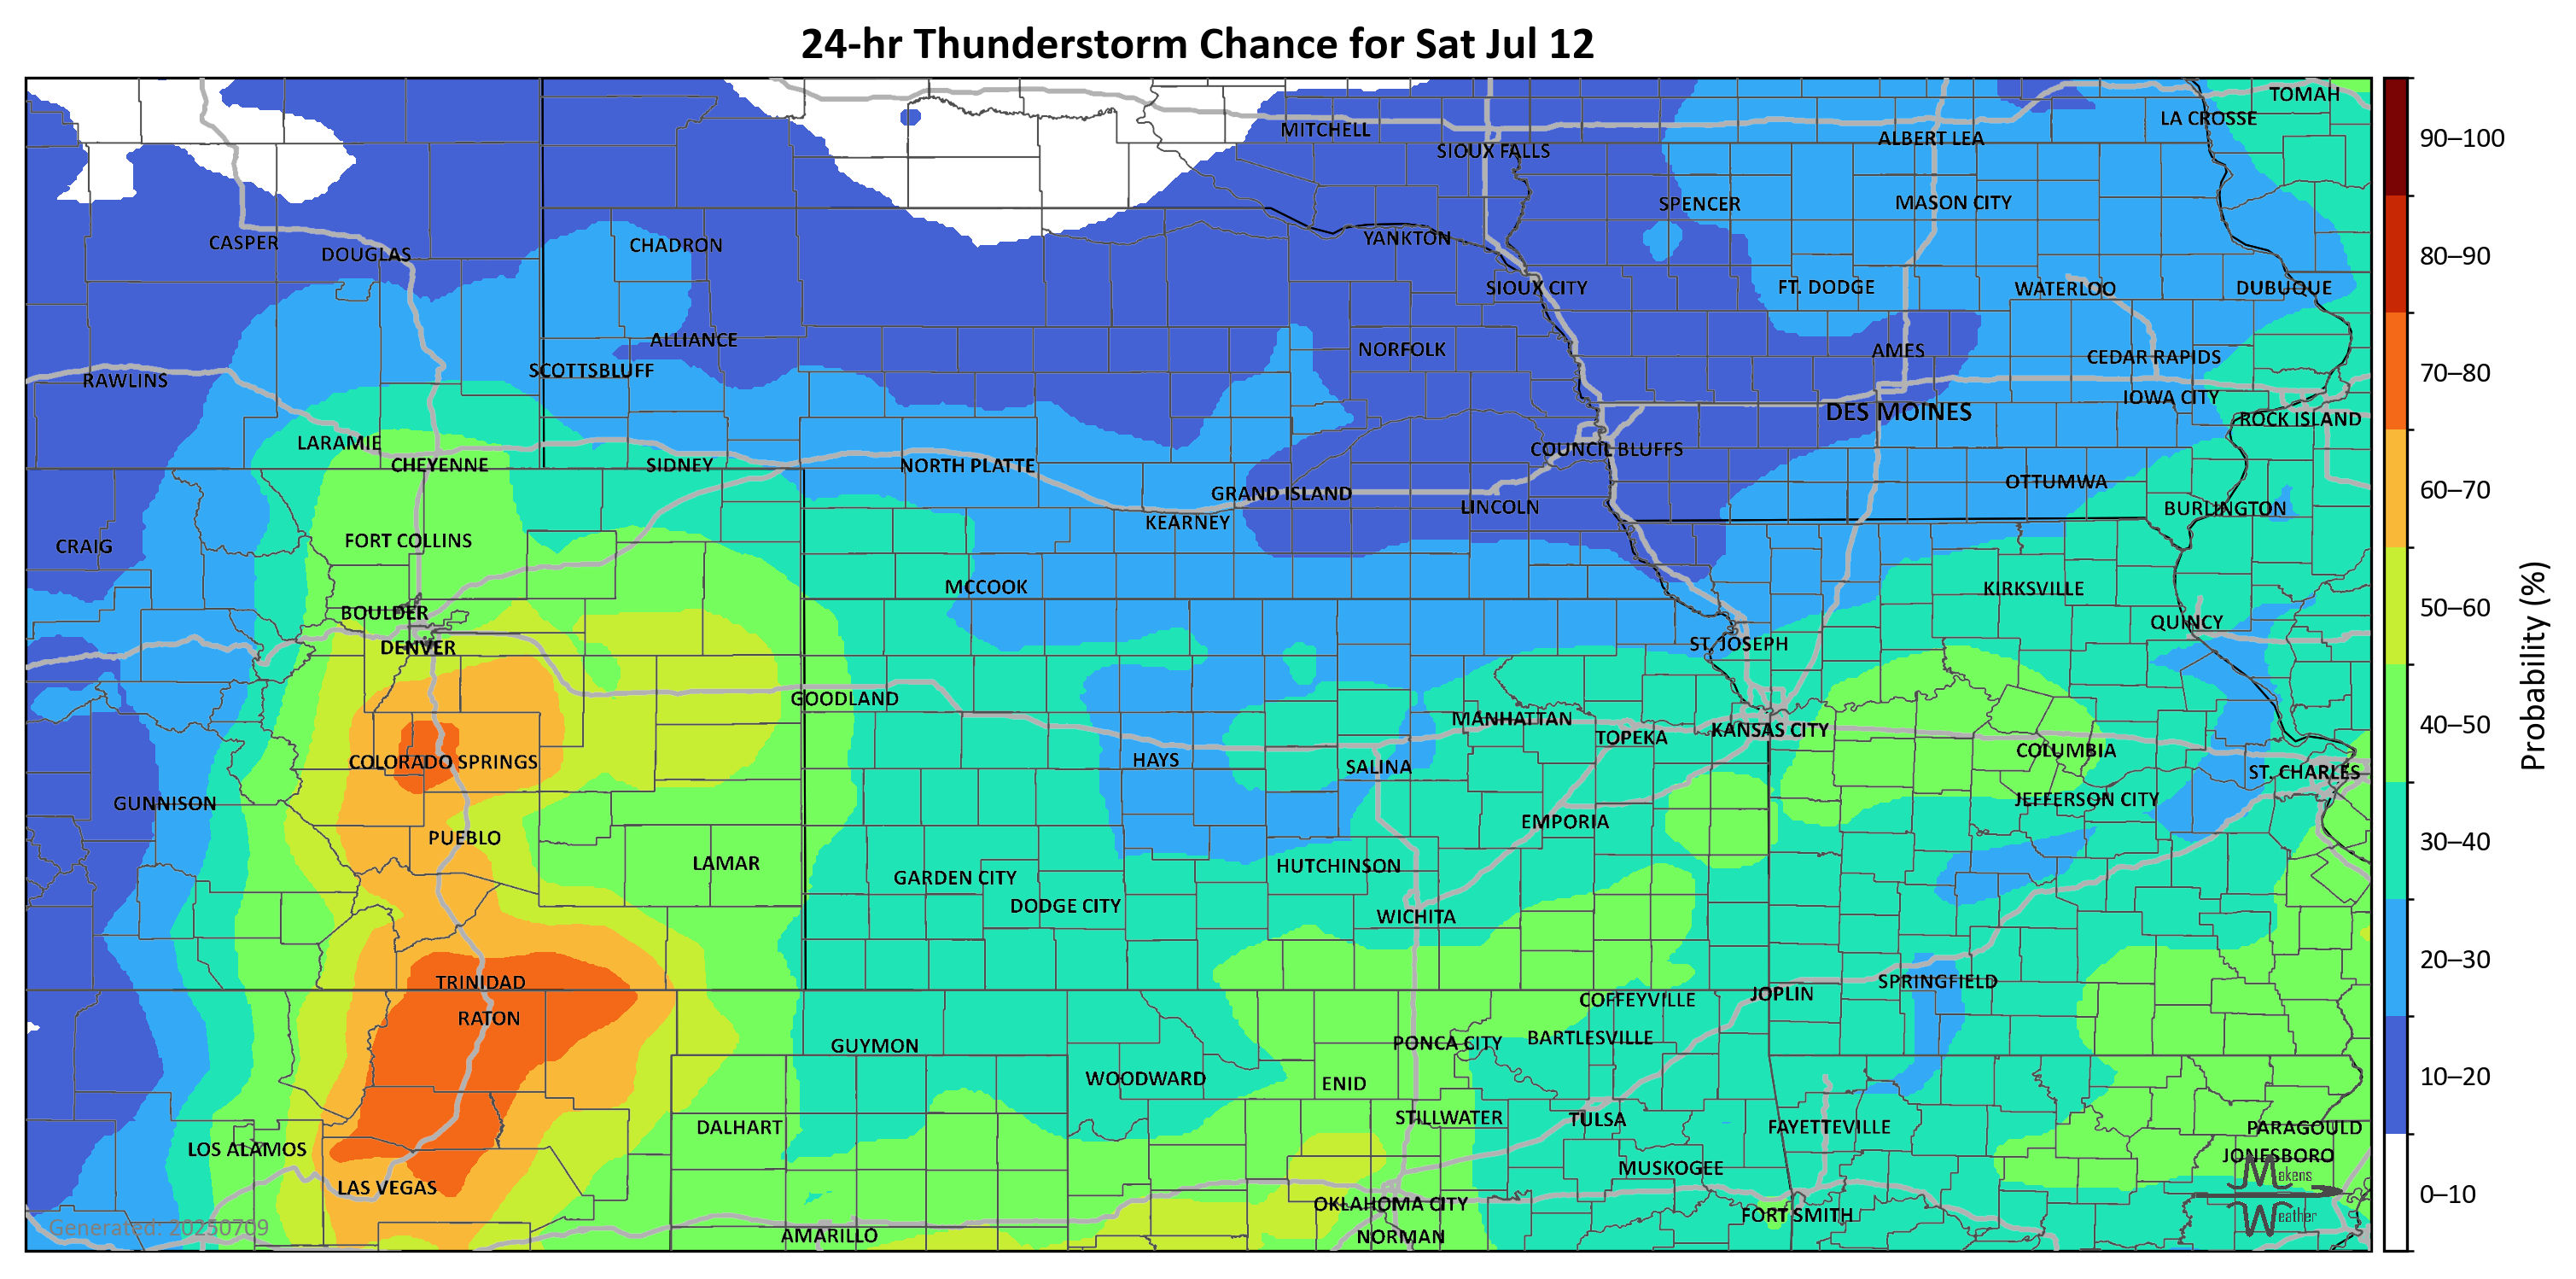 24-hr Thunderstorm Chance for Sat Jul 12
TOMAH
LA CROSSE
MITCHELL
ALBERT LEA
SIOUX FALLS
SPENCER
MASON CITY
CASPER
DOUGLAS
CHADRON
YANKTON
SIOUX CITY
FT. DODGE
WATERLOO
DUBUQUE
ALLIANCE
NORFOLK
AMES
CEDAR RAPIDS
RAWLINS
SCOTTSBLUFF
IOWA CITY
DES MOINES
ROCK ISLAND
LARAMIE
CHEYENNE
SIDNEY
NORTH PLATTE
COUNCIL BLUFFS
GRAND ISLAND
OTTUMWA
LINCOLN
BURLINGTON
KEARNEY
CRAIG
FORT COLLINS
MCCOOK
KIRKSVILLE
BOULDER
QUINCY
DENVER
ST. JOSEPH
GOODLAND
MANHATTAN
TOPEKA
KANSAS CITY
COLUMBIA
COLORADO SPRINGS
HAYS
SALINA
ST. CHARLES
GUNNISON
JEFFERSON CITY
PUEBLO
EMPORIA
LAMAR
HUTCHINSON
GARDEN CITY
DODGE CITY
WICHITA
TRINIDAD
SPRINGFIELD
RATON
COFFEYVILLE
JOPLIN
GUYMON
PONCA CITY
BARTLESVILLE
WOODWARD
ENID
DALHART
STILLWATER
TULSA
FAYETTEVILLE
PARAGOULD
LOS ALAMOS
MUSKOGEE
JONESBORO
LAS VEGAS
OKLAHOMA CITY
FORT SMITH
AMARILLO
NORMAN
Generated: 20250709
Makens
Weather
90–100
80–90
70–80
60–70
50–60
40–50
30–40
20–30
10–20
0–10
Probability (%)